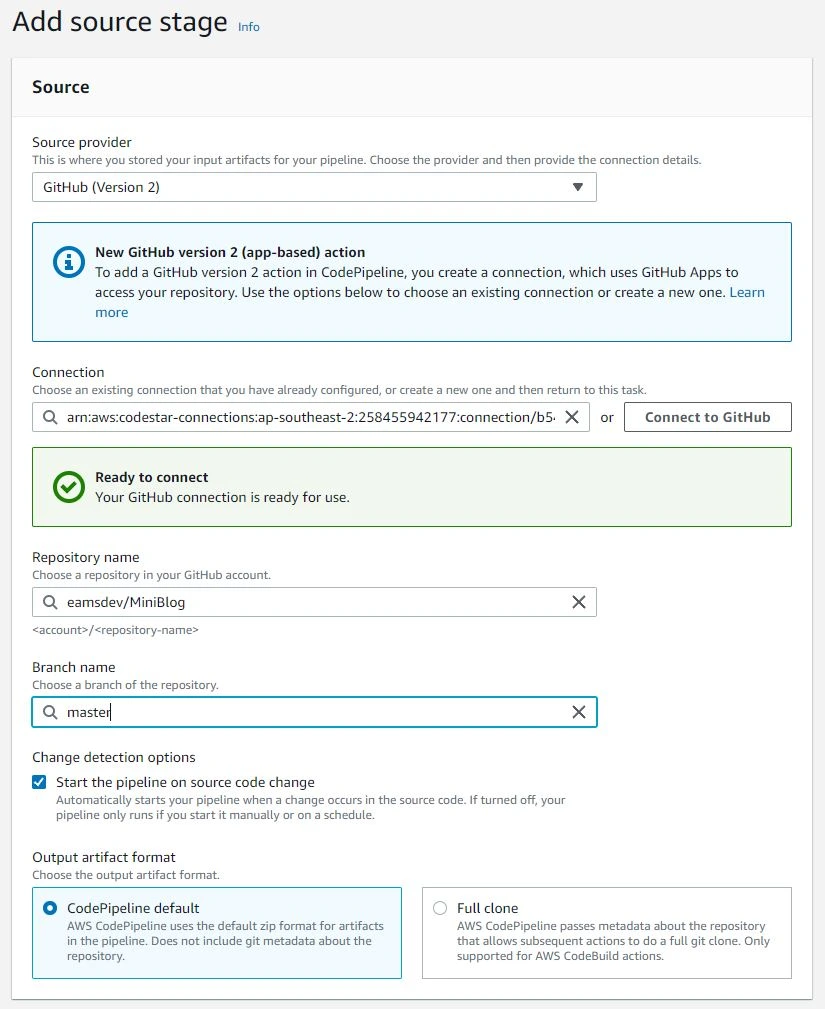 Add source stage Info
Source
Source provider
This is where you stored your input artifacts for your pipeline. Choose the provider and then provide the connection details.
GitHub (Version 2)
New GitHub version 2 (app-based) action
To add a GitHub version 2 action in CodePipeline, you create a connection, which uses GitHub Apps to
access your repository. Use the options below to choose an existing connection or create a new one. Learn
more
Connection
Choose an existing connection that you have already configured, or create a new one and then return to this task.
arn:aws:codestar-connections:ap-southeast-2:258455942177:connection/b54 or Connect to GitHub
Ready to connect
Your GitHub connection is ready for use.
Repository name
Choose a repository in your GitHub account.
eamsdev/MiniBlog
<account>/<repository-name>
Branch name
Choose a branch of the repository.
master
Change detection options
Start the pipeline on source code change
Automatically starts your pipeline when a change occurs in the source code. If turned off, your
pipeline only runs if you start it manually or on a schedule.
Output artifact format
Choose the output artifact format.
CodePipeline default
AWS CodePipeline uses the default zip format for artifacts
in the pipeline. Does not include git metadata about the
repository.
Full clone
AWS CodePipeline passes metadata about the repository
that allows subsequent actions to do a full git clone. Only
supported for AWS CodeBuild actions.